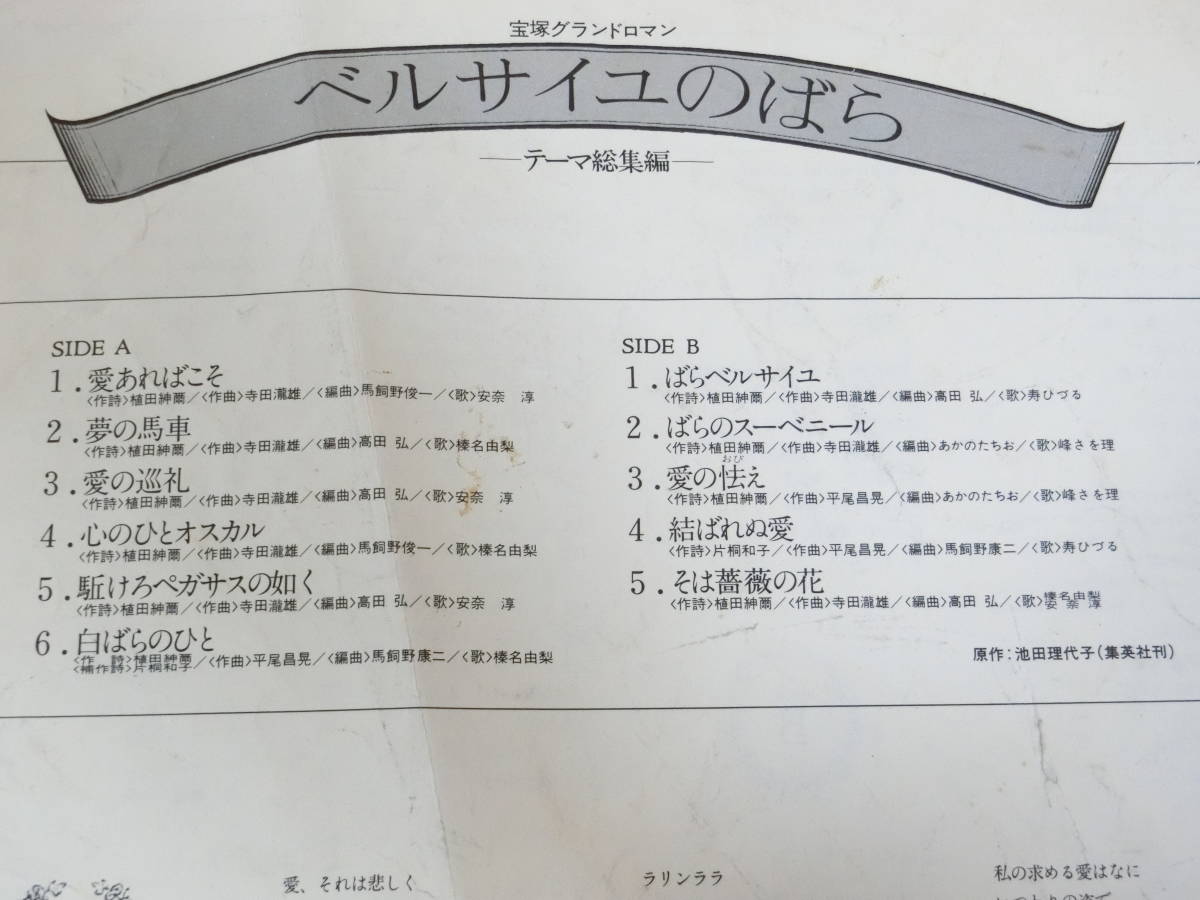 宝塚グランドロマン
ベルサイユのばら
―テーマ総集編―
SIDE A
1.愛あればこそ
〈作詩〉植田紳爾/〈作曲〉寺田瀧雄/〈編曲〉馬飼野俊一/〈歌〉安奈 淳
2.夢の馬車
〈作詩〉植田紳爾/〈作曲〉寺田瀧雄/〈編曲〉高田 弘/〈歌〉榛名由梨
3.愛の巡礼
〈作詩〉植田紳爾/〈作曲〉寺田瀧雄/〈編曲〉高田 弘/〈歌〉安奈 淳
4.心のひとオスカル
〈作詩〉植田紳爾/〈作曲〉寺田瀧雄/〈編曲〉馬飼野俊一/〈歌〉榛名由梨
5.駈けろペガサスの如く
〈作詩〉植田紳爾/〈作曲〉寺田瀧雄/〈編曲〉高田 弘/〈歌〉安奈 淳
6.白ばらのひと
〈作 詩〉植田紳爾
〈補作詩〉片桐和子/〈作曲〉平尾昌晃/〈編曲〉馬飼野康二/〈歌〉榛名由梨
SIDE B
1.ばらベルサイユ
〈作詩〉植田紳爾/〈作曲〉寺田瀧雄/〈編曲〉高田 弘/〈歌〉寿ひづる
2.ばらのスーベニール
〈作詩〉植田紳爾/〈作曲〉寺田瀧雄/〈編曲〉あかのたちお/〈歌〉峰さを理
おび
3.愛の怯え
〈作詩〉植田紳爾/〈作曲〉平尾昌晃/〈編曲〉あかのたちお/〈歌〉峰さを理
4.結ばれぬ愛
〈作詩〉片桐和子/〈作曲〉平尾昌晃/〈編曲〉馬飼野康二/〈歌〉寿ひづる
5.そは薔薇の花
〈作詩〉植田紳爾/〈作曲〉寺田瀧雄/〈編曲〉高田 弘/〈歌〉榛名由梨
安奈 淳
原作:池田理代子(集英社刊)
愛、それは悲しく
ラリンララ
私の求める愛はなに